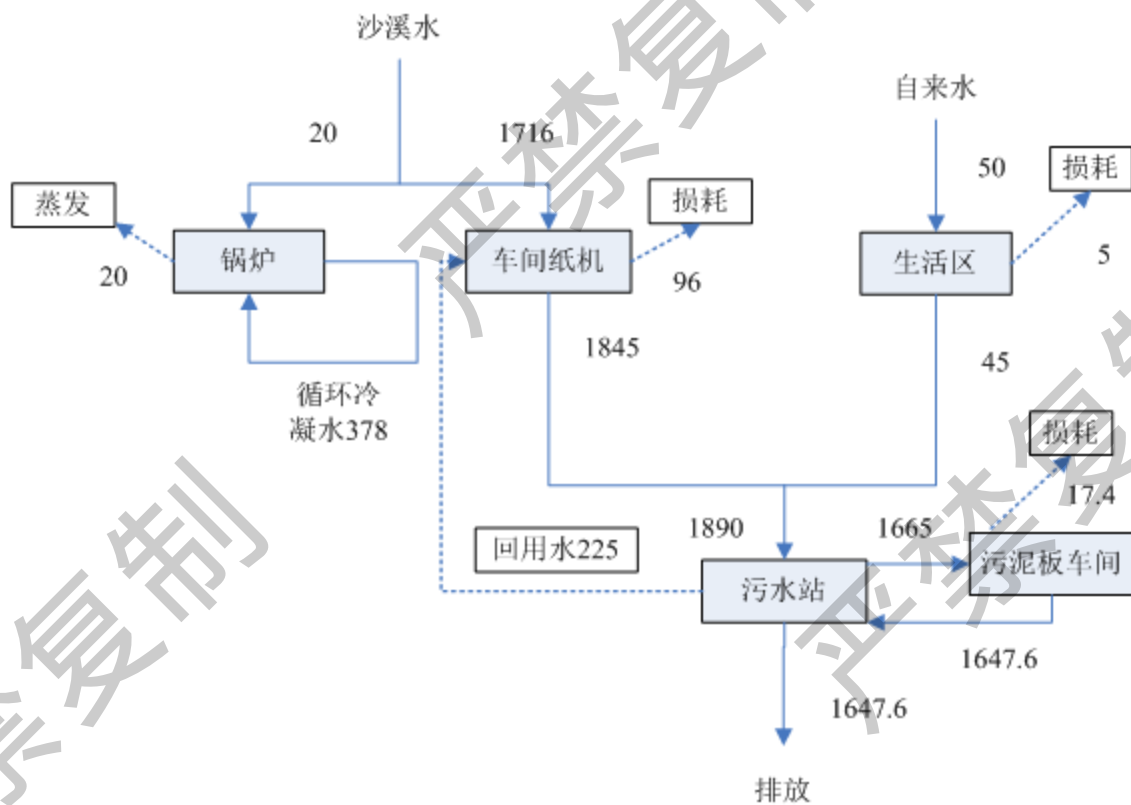 沙溪水
自来水
20
1716
50
损耗
蒸发
损耗
锅炉
车间纸机
生活区
20
96
5
1845
45
循环冷
凝水378
损耗
17.4
回用水225
1890
1665
污水站
污泥板车间
1647.6
1647.6
排放
严禁复制
严禁复制
禁复制